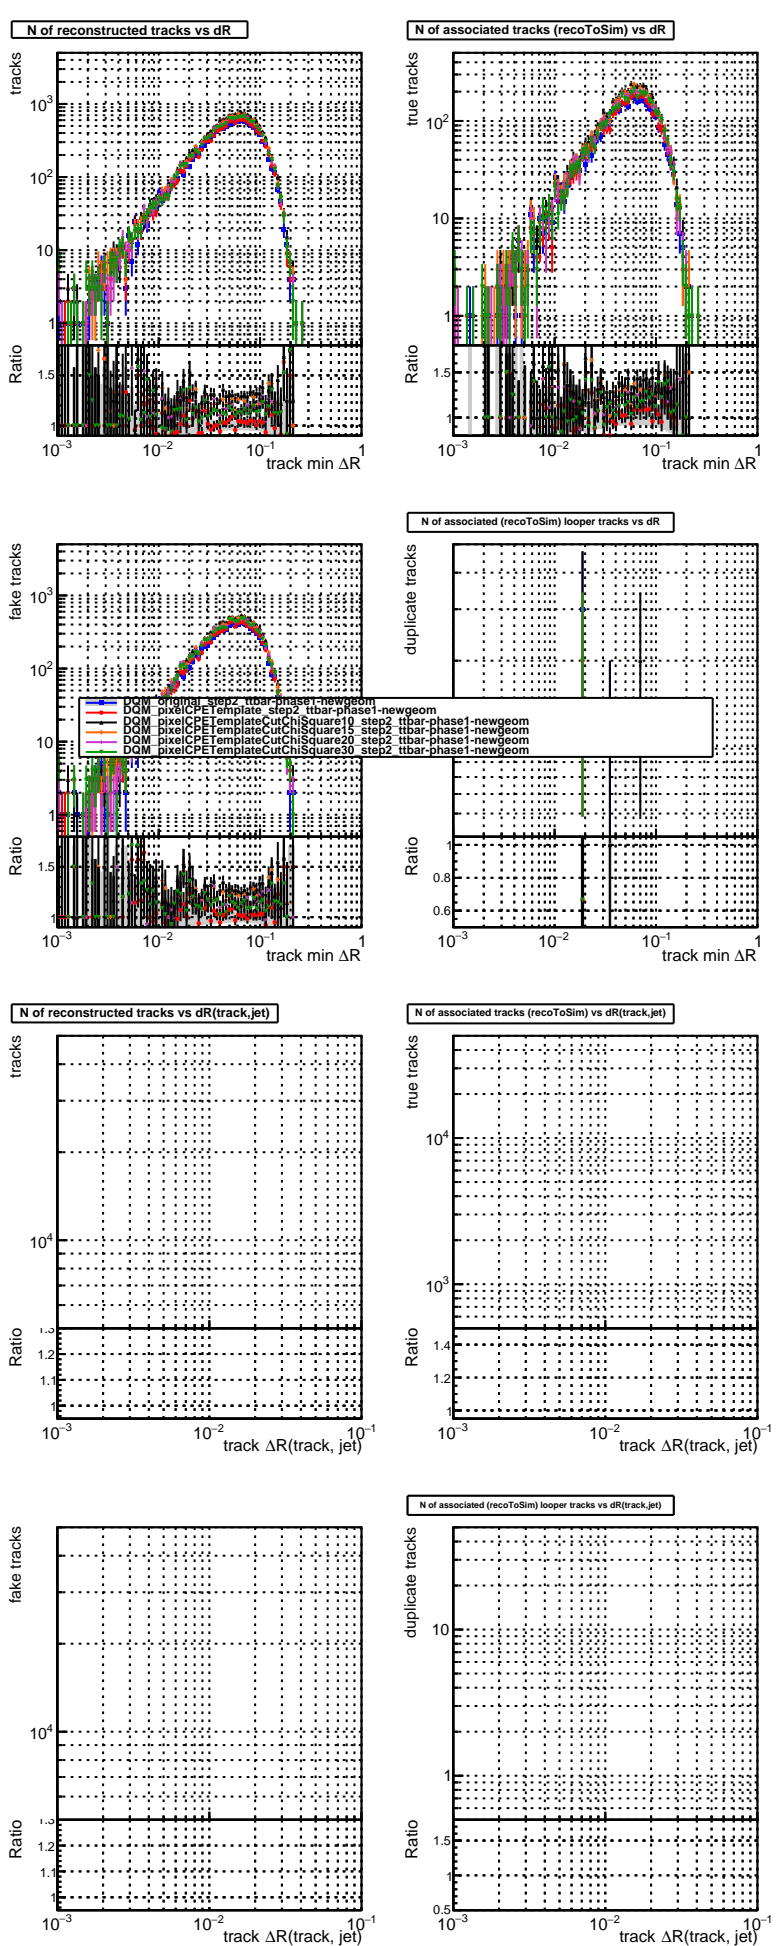 N of reconstructed tracks vs dR
tracks
10³
10²
10
1
Ratio
1.5
1
10⁻³
10⁻²
10⁻¹
1
track min ΔR
N of associated tracks (recoToSim) vs dR
true tracks
10²
10
1
Ratio
1.5
1
10⁻³
10⁻²
10⁻¹
1
track min ΔR
fake tracks
10³
10²
10
1
Ratio
1.5
1
10⁻³
10⁻²
10⁻¹
1
track min ΔR
N of associated (recoToSim) looper tracks vs dR
duplicate tracks
Ratio
1
0.8
0.6
10⁻³
10⁻²
10⁻¹
1
track min ΔR
DQM_original_step2_ttbar-phase1-newgeom
DQM_pixelCPETemplate_step2_ttbar-phase1-newgeom
DQM_pixelCPETemplateCutChiSquare10_step2_ttbar-phase1-newgeom
DQM_pixelCPETemplateCutChiSquare15_step2_ttbar-phase1-newgeom
DQM_pixelCPETemplateCutChiSquare20_step2_ttbar-phase1-newgeom
DQM_pixelCPETemplateCutChiSquare30_step2_ttbar-phase1-newgeom
N of reconstructed tracks vs dR(track,jet)
tracks
10⁴
Ratio
1.3
1.2
1.1
1
10⁻³
10⁻²
10⁻¹
track ΔR(track, jet)
N of associated tracks (recoToSim) vs dR(track,jet)
true tracks
10⁴
10³
Ratio
1.4
1.2
1
10⁻³
10⁻²
10⁻¹
track ΔR(track, jet)
fake tracks
10⁴
Ratio
1.3
1.2
1.1
1
10⁻³
10⁻²
10⁻¹
track ΔR(track, jet)
N of associated (recoToSim) looper tracks vs dR(track,jet)
duplicate tracks
10
1
Ratio
1.5
1
0.5
10⁻³
10⁻²
10⁻¹
track ΔR(track, jet)